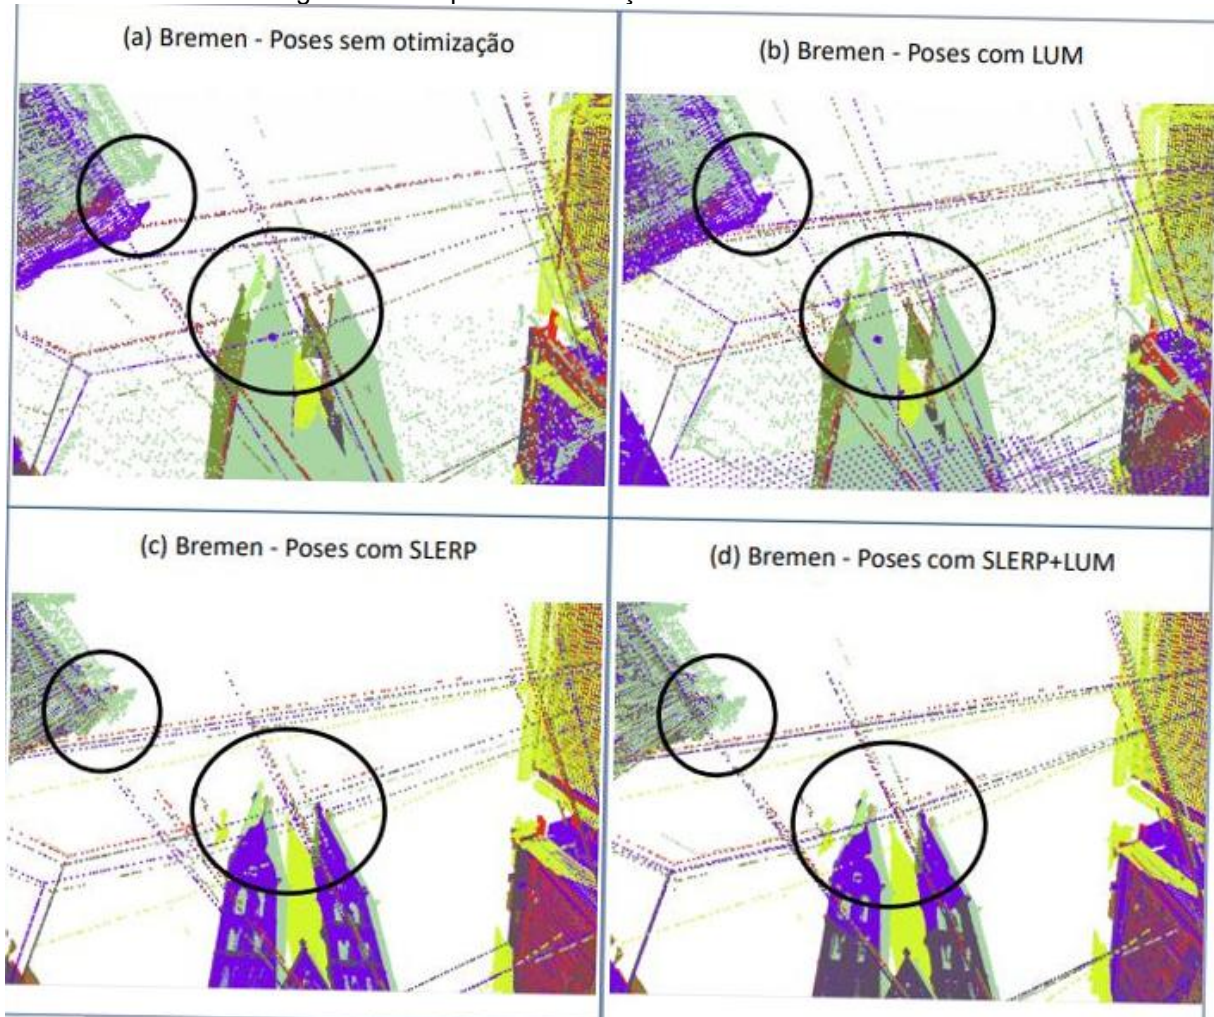 (a) Bremen - Poses sem otimização
(b) Bremen - Poses com LUM
(c) Bremen - Poses com SLERP
(d) Bremen - Poses com SLERP+LUM